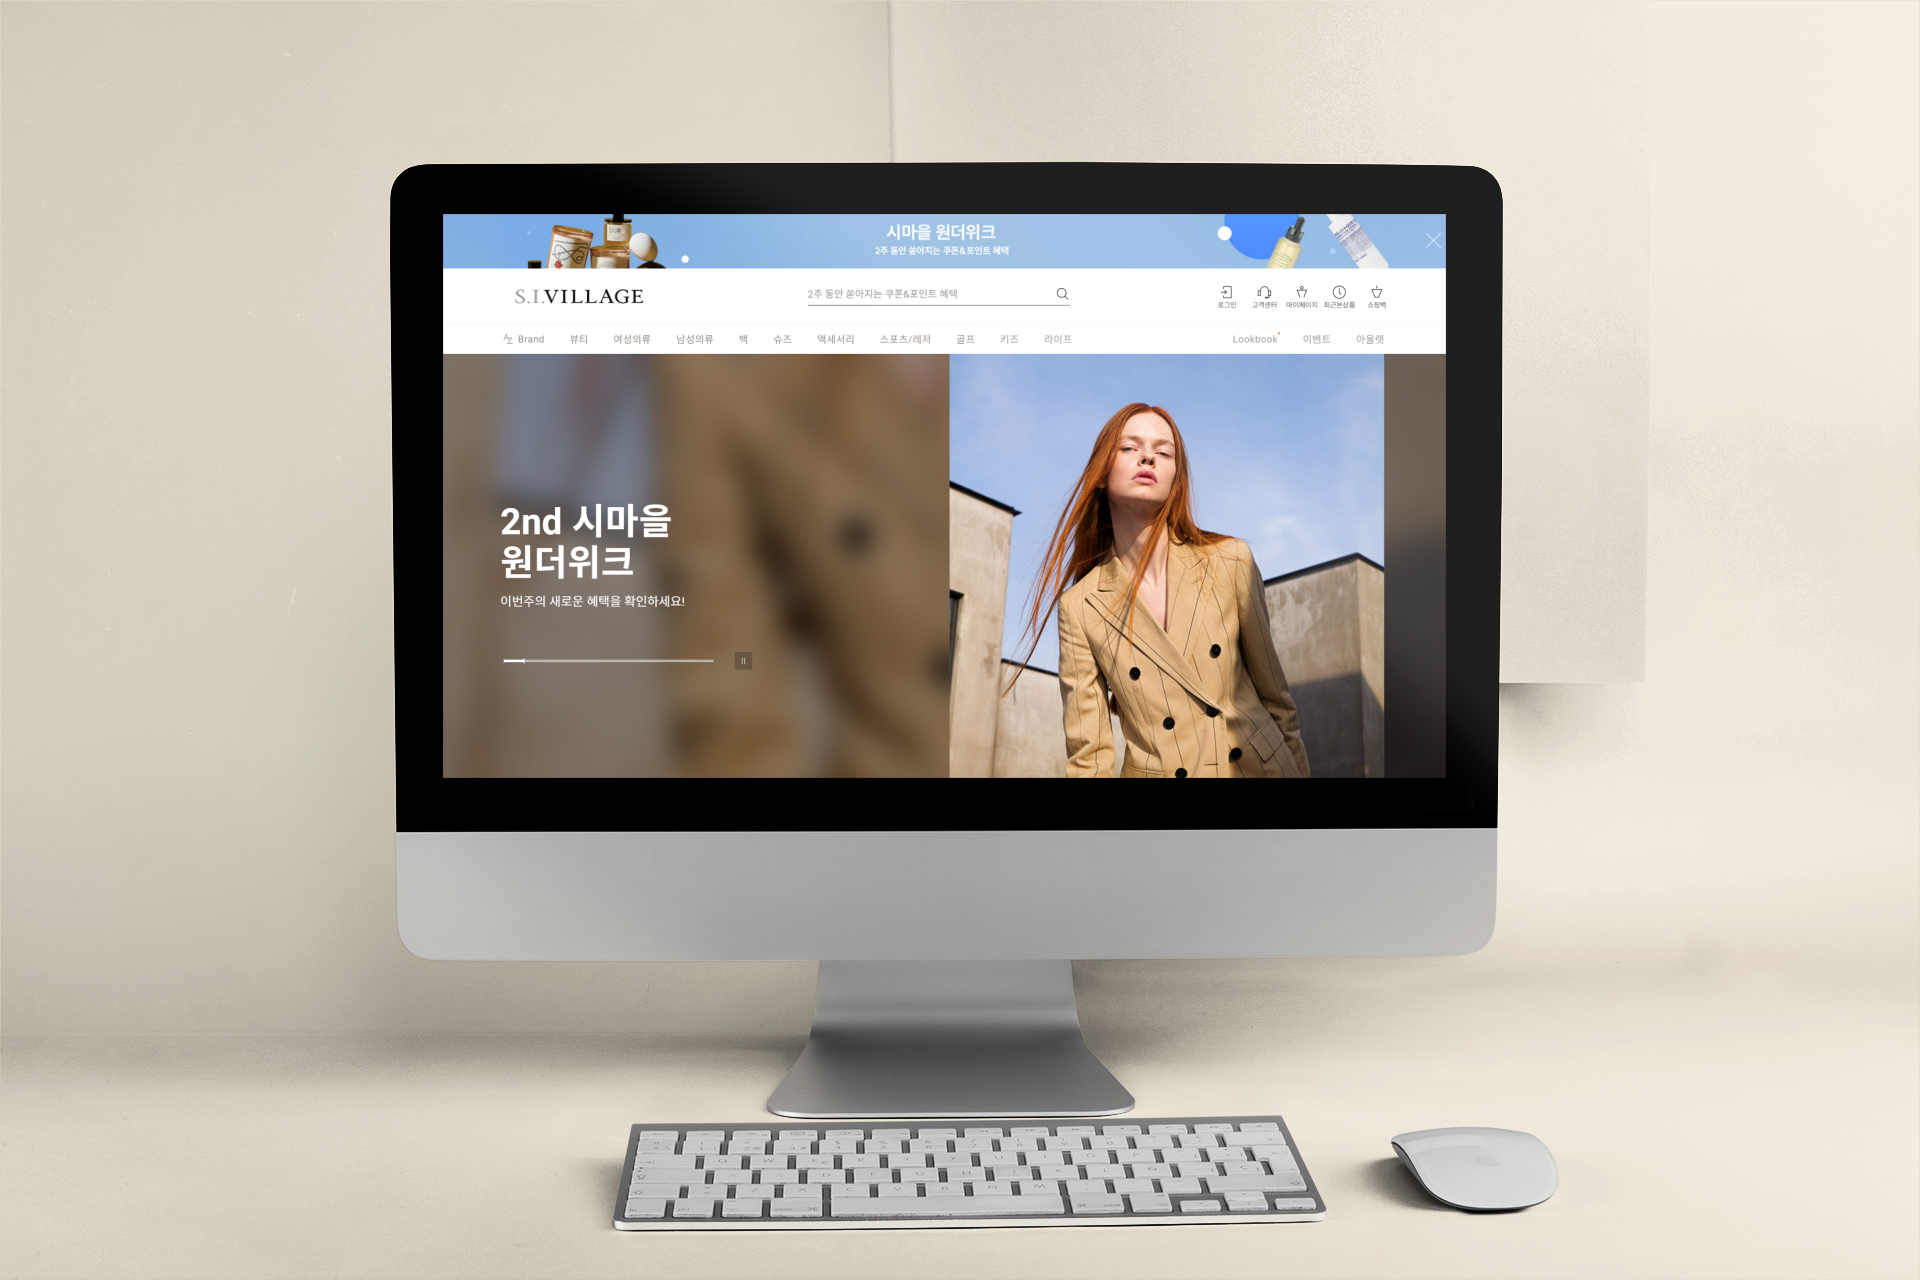 시마을 원더위크
2주 동안 쏟아지는 쿠폰&포인트 혜택
S.I.VILLAGE
2주 동안 쏟아지는 쿠폰&포인트 혜택
로그인 고객센터 마이페이지 최근본상품 쇼핑백
AZ Brand 뷰티 여성의류 남성의류 백 슈즈 액세서리 스포츠/레저 골프 키즈 라이프 Lookbook 이벤트 아울렛
2nd 시마을
원더위크
이번주의 새로운 혜택을 확인하세요!